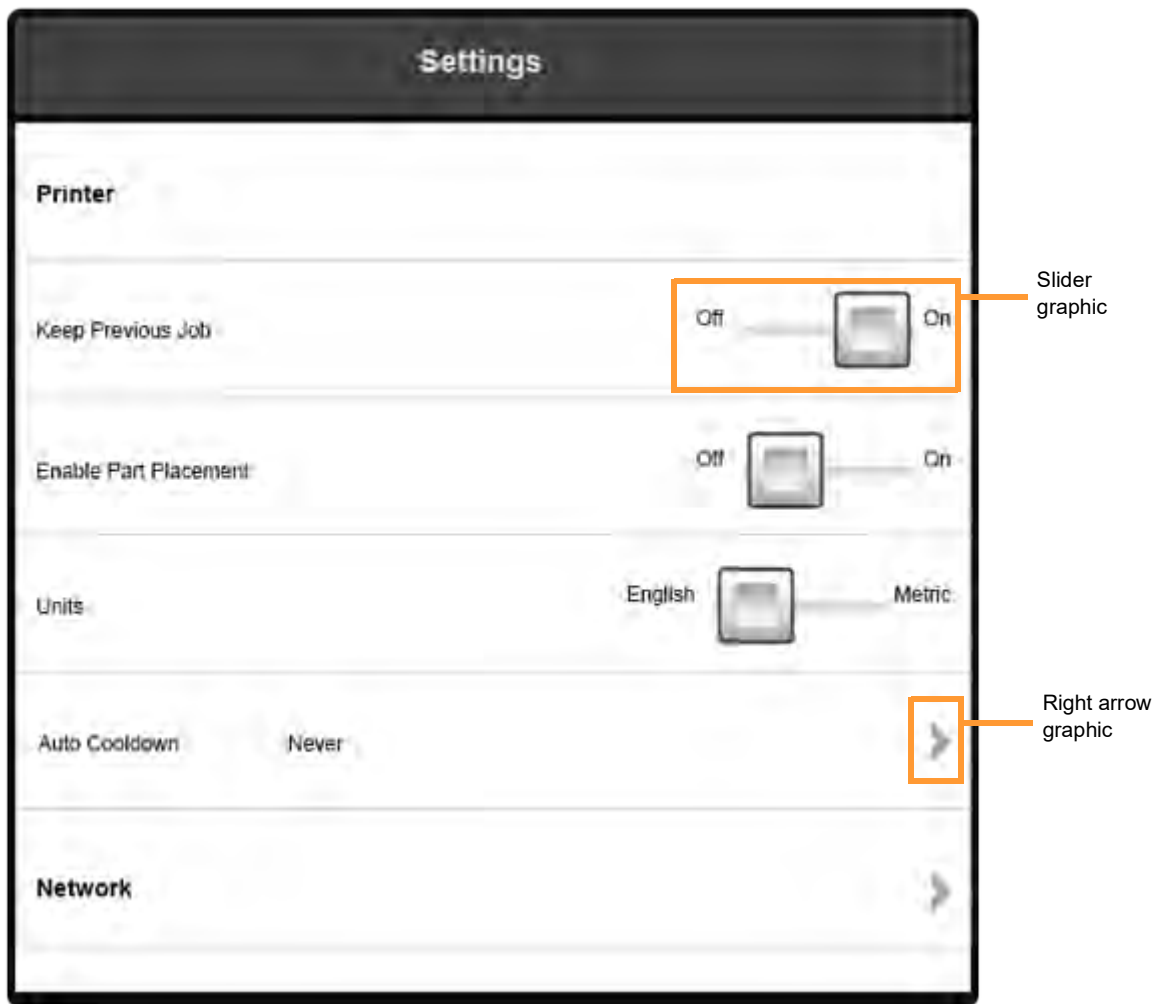 Settings
Printer
Slider
graphic
Keep Previous Job Off On
Enable Part Placement Off On
Units English Metric
Right arrow
graphic
Auto Cooldown Never
Network